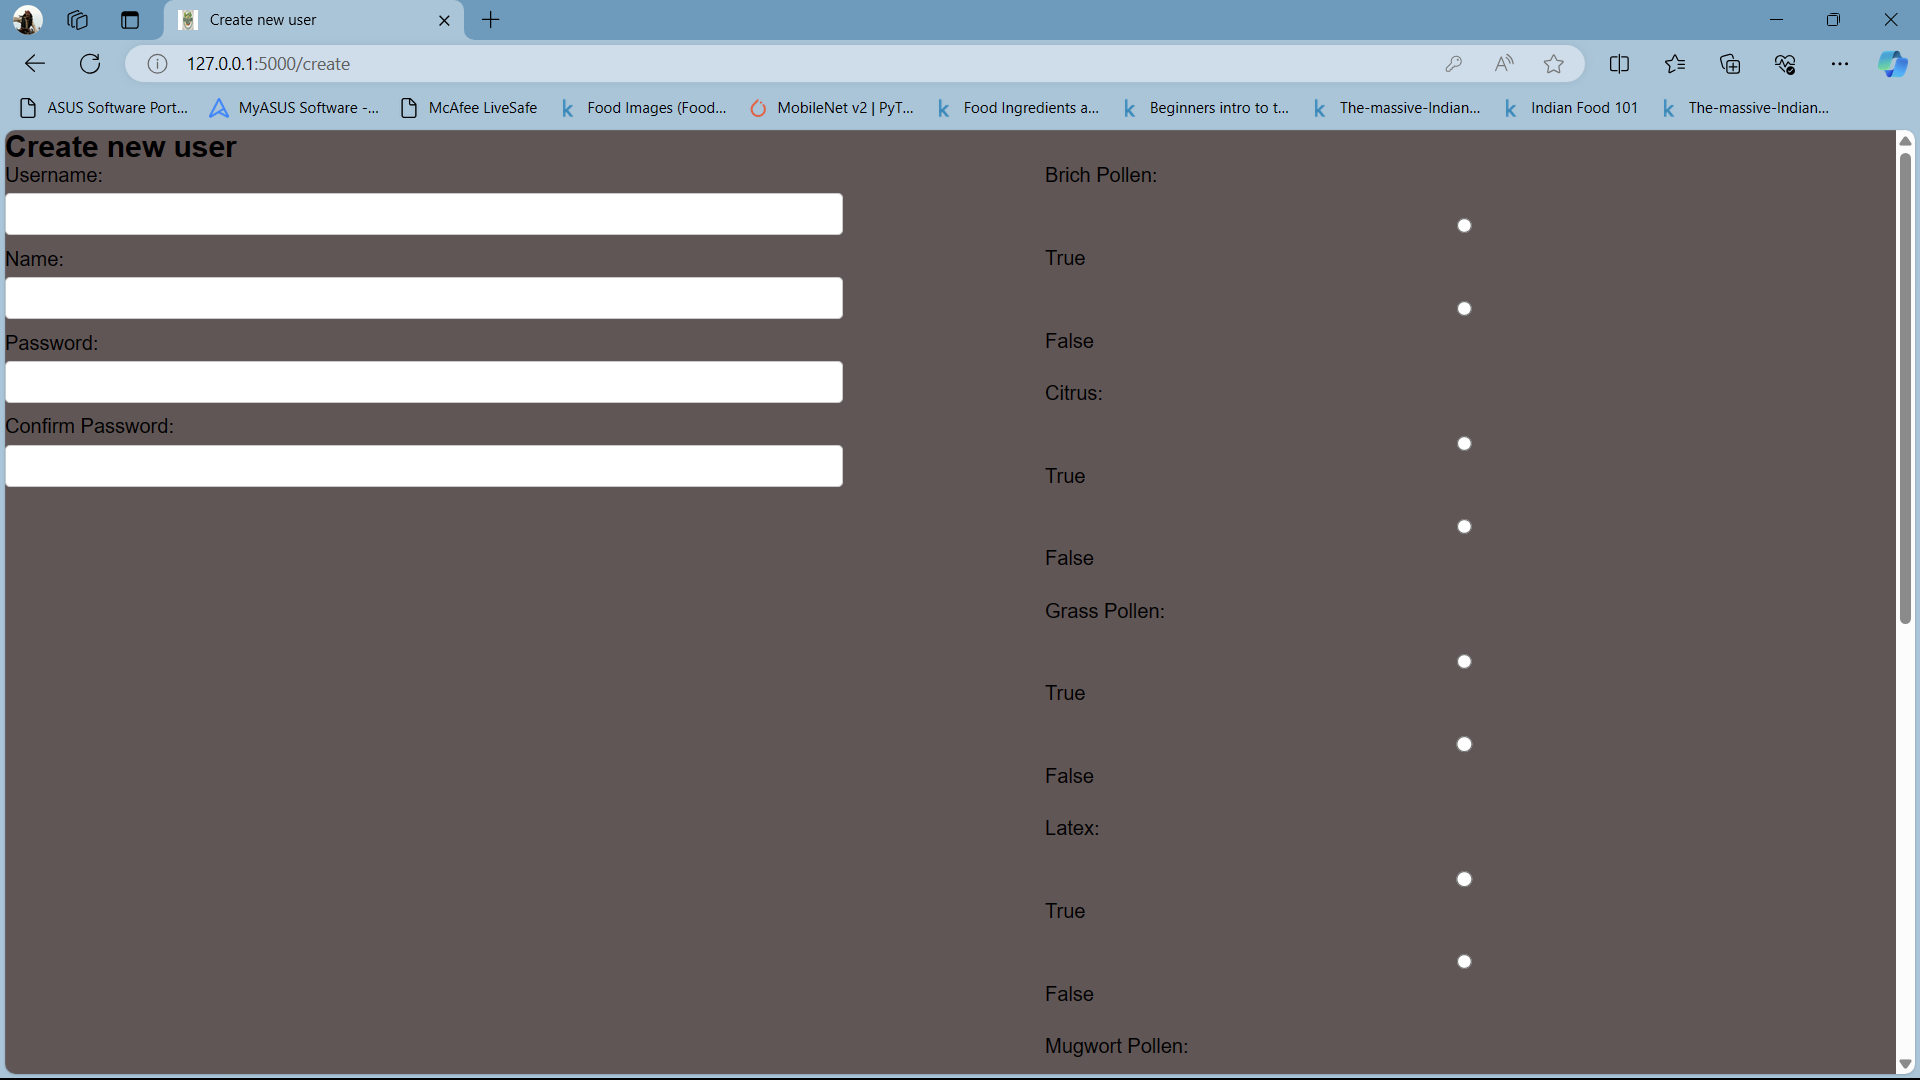 Create new user
127.0.0.1:5000/create
ASUS Software Port...
MyASUS Software -...
McAfee LiveSafe
Food Images (Food...
MobileNet v2 | PyT...
Food Ingredients a...
Beginners intro to t...
The-massive-Indian...
Indian Food 101
The-massive-Indian...
Create new user
Username:
Name:
Password:
Confirm Password:
Brich Pollen:
True
False
Citrus:
True
False
Grass Pollen:
True
False
Latex:
True
False
Mugwort Pollen: